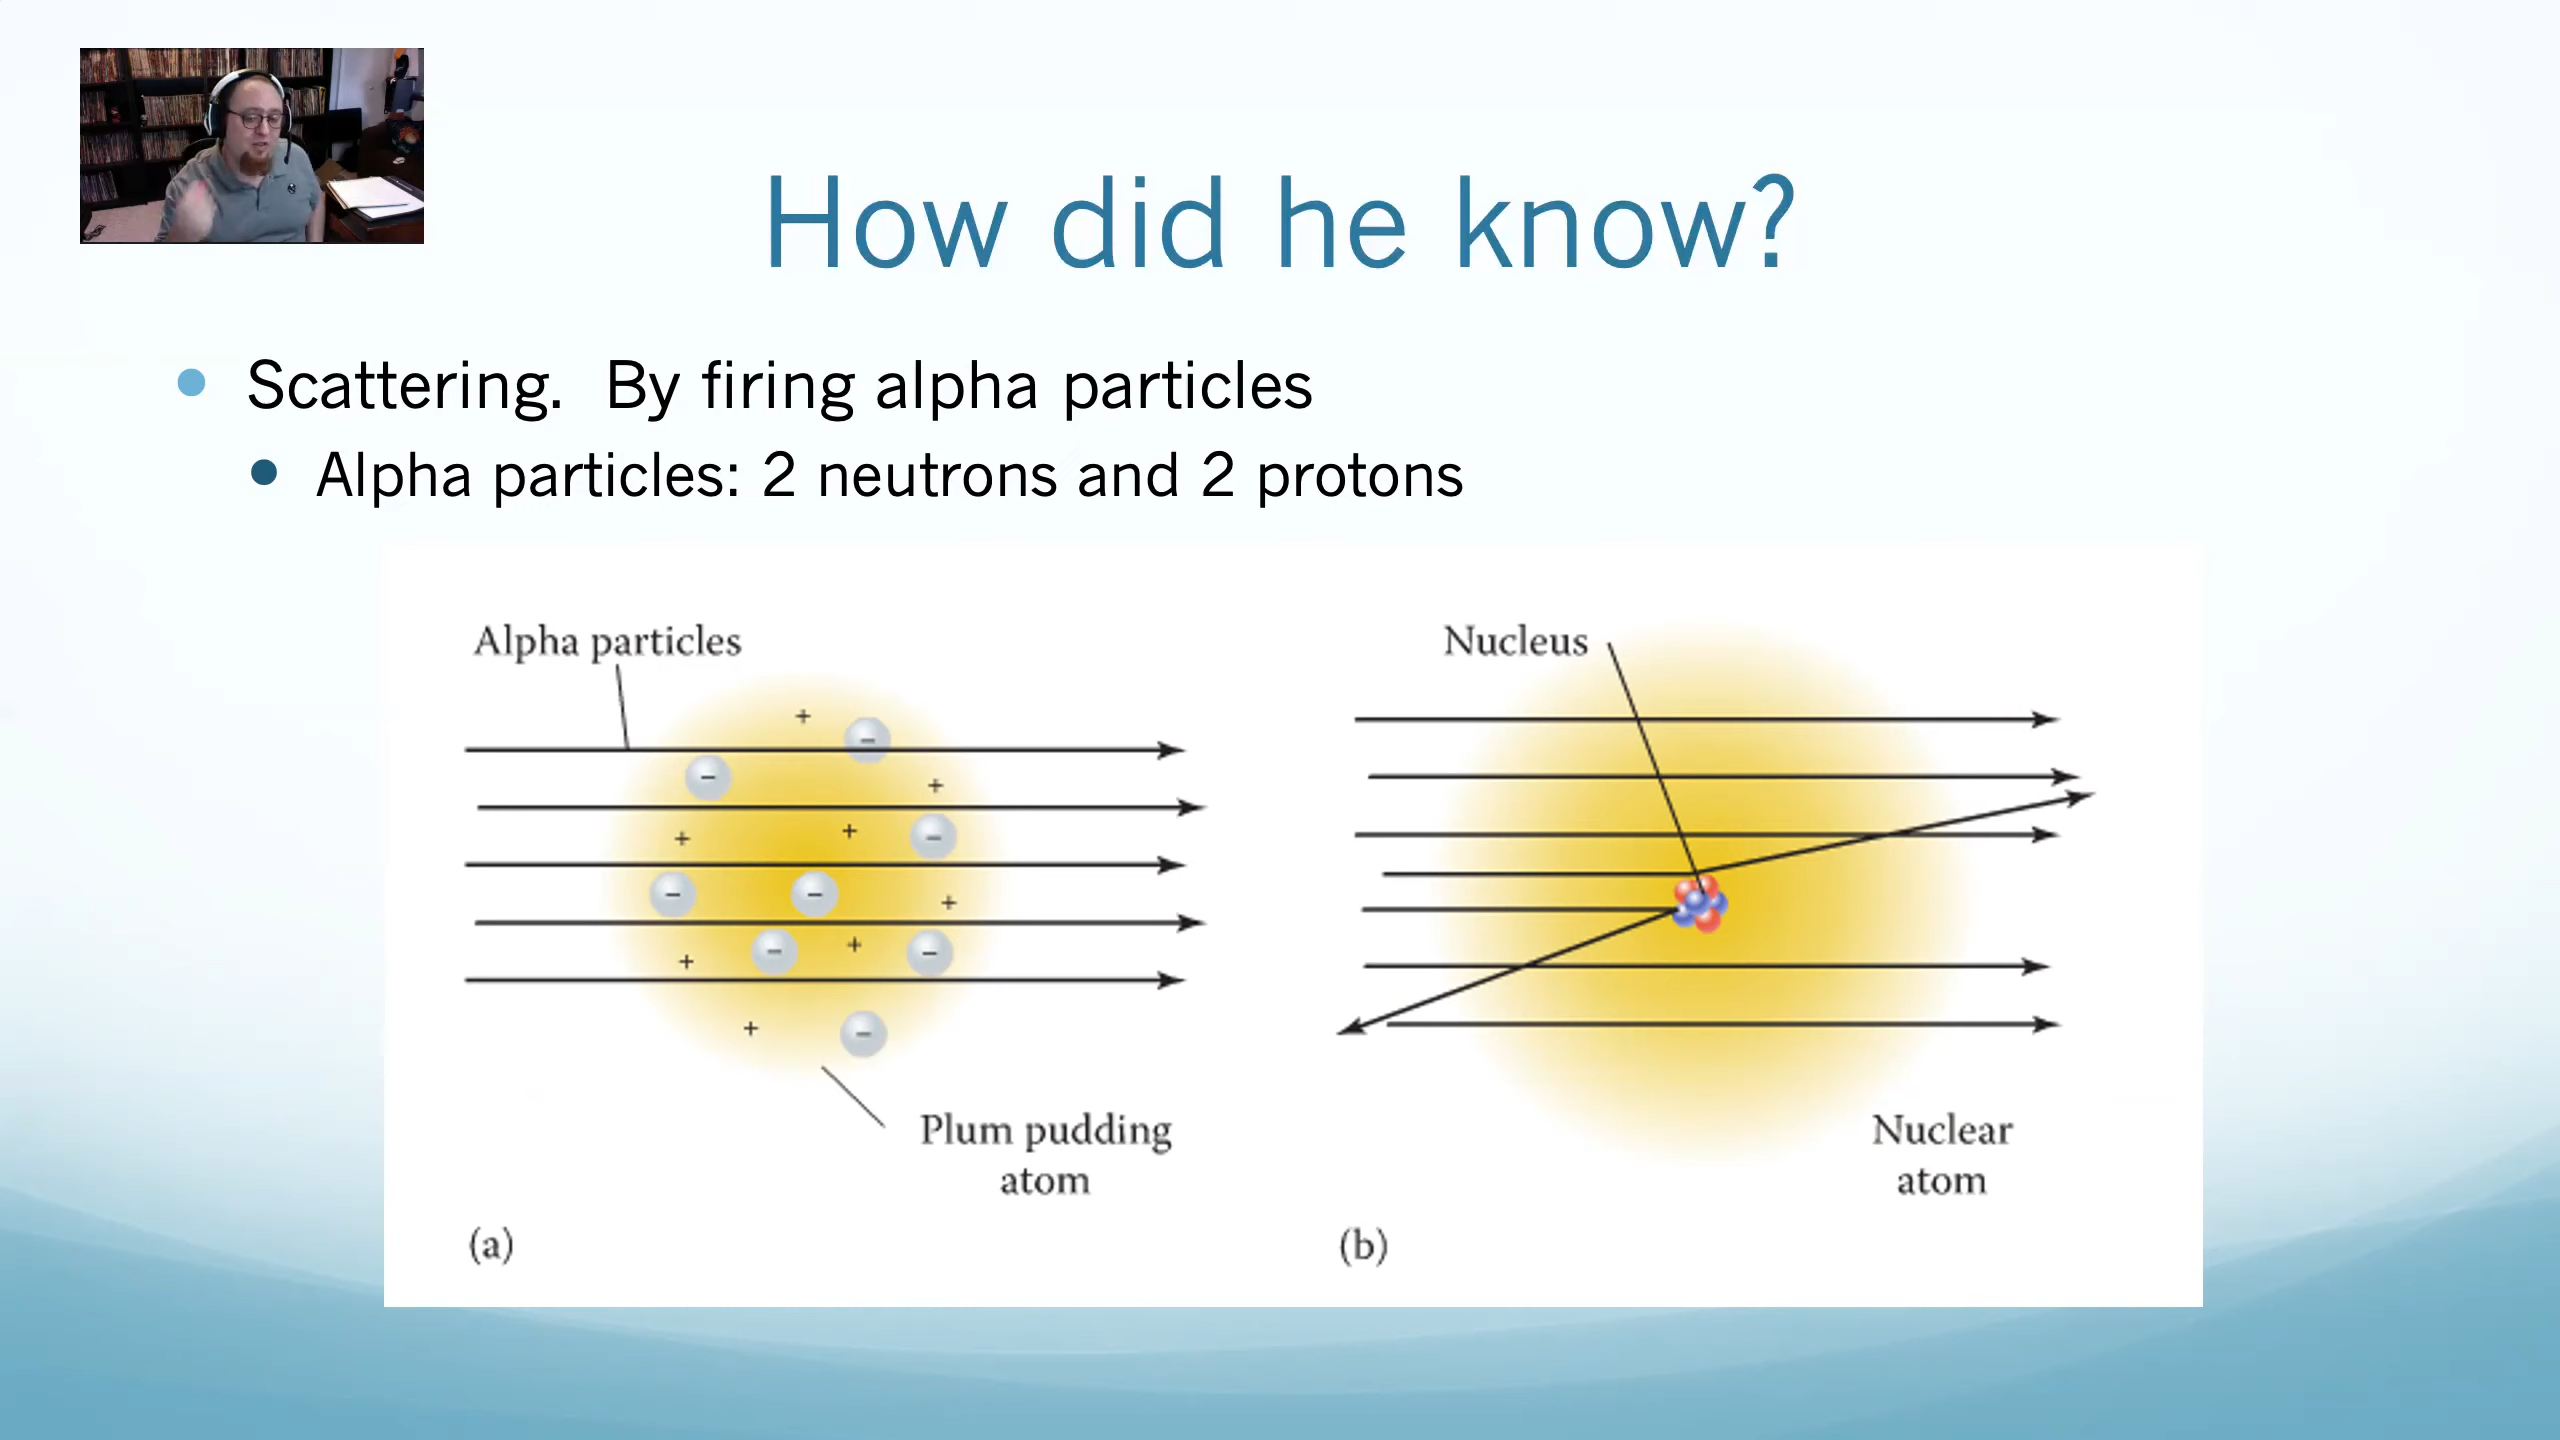 How did he know?
Scattering.  By firing alpha particles
Alpha particles: 2 neutrons and 2 protons
Alpha particles
Plum pudding
atom
(a)
Nucleus
Nuclear
atom
(b)